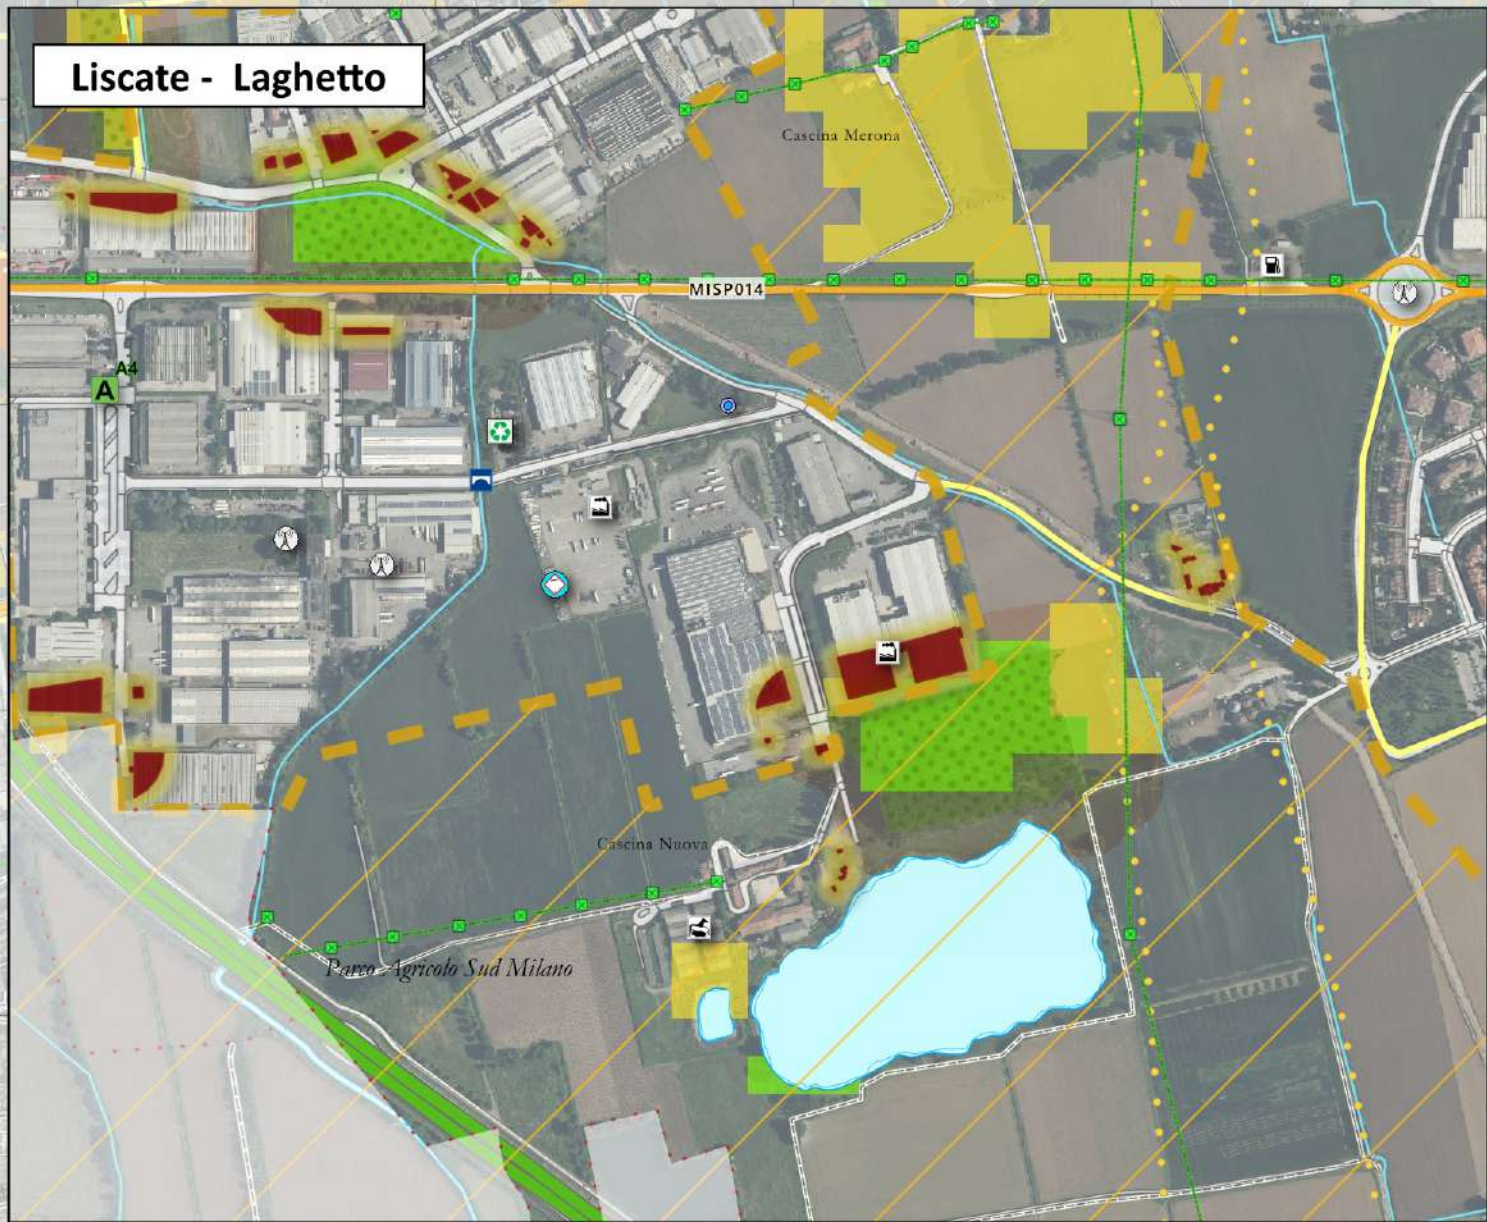 Liscate - Laghetto
Cascina Merona
MISP014
A4
A
Cascina Nuova
Parco Agricolo Sud Milano